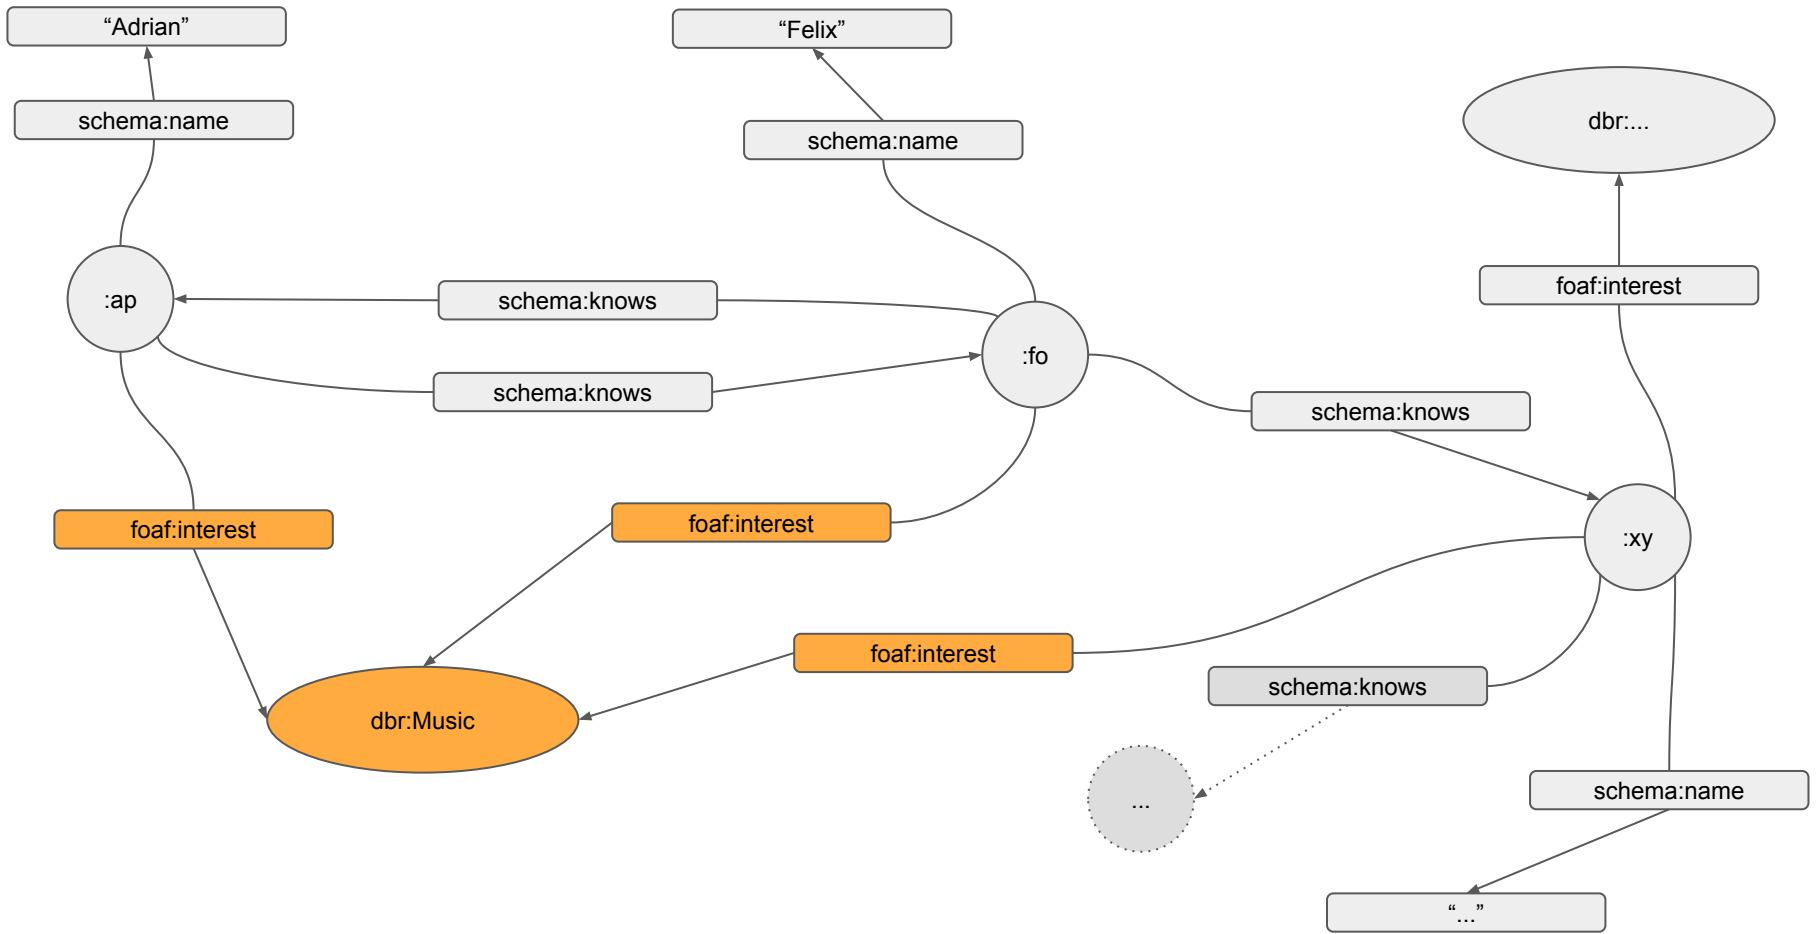 “Adrian”
“Felix”
schema:name
dbr:...
schema:name
foaf:interest
:ap
schema:knows
:fo
schema:knows
schema:knows
foaf:interest
foaf:interest
:xy
foaf:interest
schema:knows
dbr:Music
...
schema:name
“...”